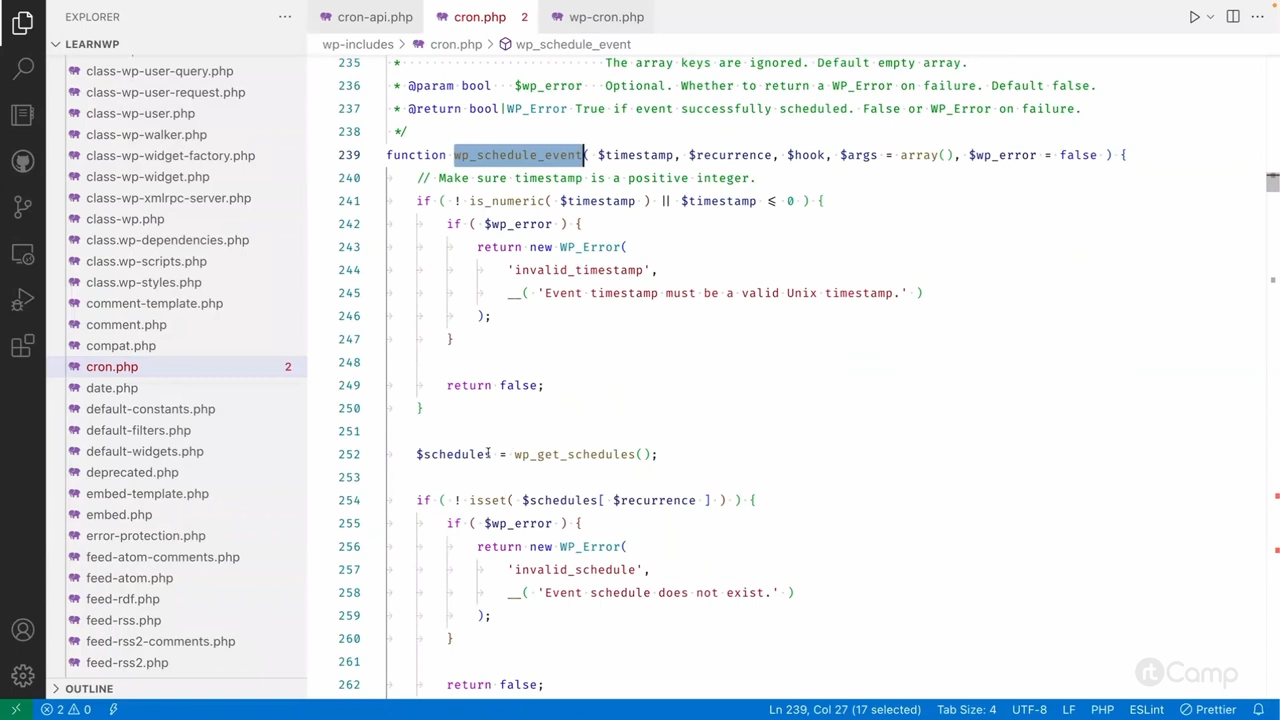 EXPLORER
cron-api.php
cron.php 2
wp-cron.php
LEARNWP
wp-includes > cron.php > wp_schedule_event
class-wp-user-query.php
class-wp-user-request.php
class-wp-user.php
class-wp-walker.php
class-wp-widget-factory.php
class-wp-widget.php
class-wp-xmlrpc-server.php
class-wp.php
class.wp-dependencies.php
class.wp-scripts.php
class.wp-styles.php
comment-template.php
comment.php
compat.php
cron.php 2
date.php
default-constants.php
default-filters.php
default-widgets.php
deprecated.php
embed-template.php
embed.php
error-protection.php
feed-atom-comments.php
feed-atom.php
feed-rdf.php
feed-rss.php
feed-rss2-comments.php
feed-rss2.php
OUTLINE
235 * The array keys are ignored. Default empty array.
236 * @param bool $wp_error Optional. Whether to return a WP_Error on failure. Default false.
237 * @return bool|WP_Error True if event successfully scheduled. False or WP_Error on failure.
238 */
239 function wp_schedule_event( $timestamp, $recurrence, $hook, $args = array(), $wp_error = false ) {
240 // Make sure timestamp is a positive integer.
241 if ( ! is_numeric( $timestamp ) || $timestamp <= 0 ) {
242 if ( $wp_error ) {
243 return new WP_Error(
244 'invalid_timestamp',
245 __( 'Event timestamp must be a valid Unix timestamp.' )
246 );
247 }
248
249 return false;
250 }
251
252 $schedules = wp_get_schedules();
253
254 if ( ! isset( $schedules[ $recurrence ] ) ) {
255 if ( $wp_error ) {
256 return new WP_Error(
257 'invalid_schedule',
258 __( 'Event schedule does not exist.' )
259 );
260 }
261
262 return false;
rtCamp
2 0
Ln 239, Col 27 (17 selected) Tab Size: 4 UTF-8 LF PHP ESLint Prettier